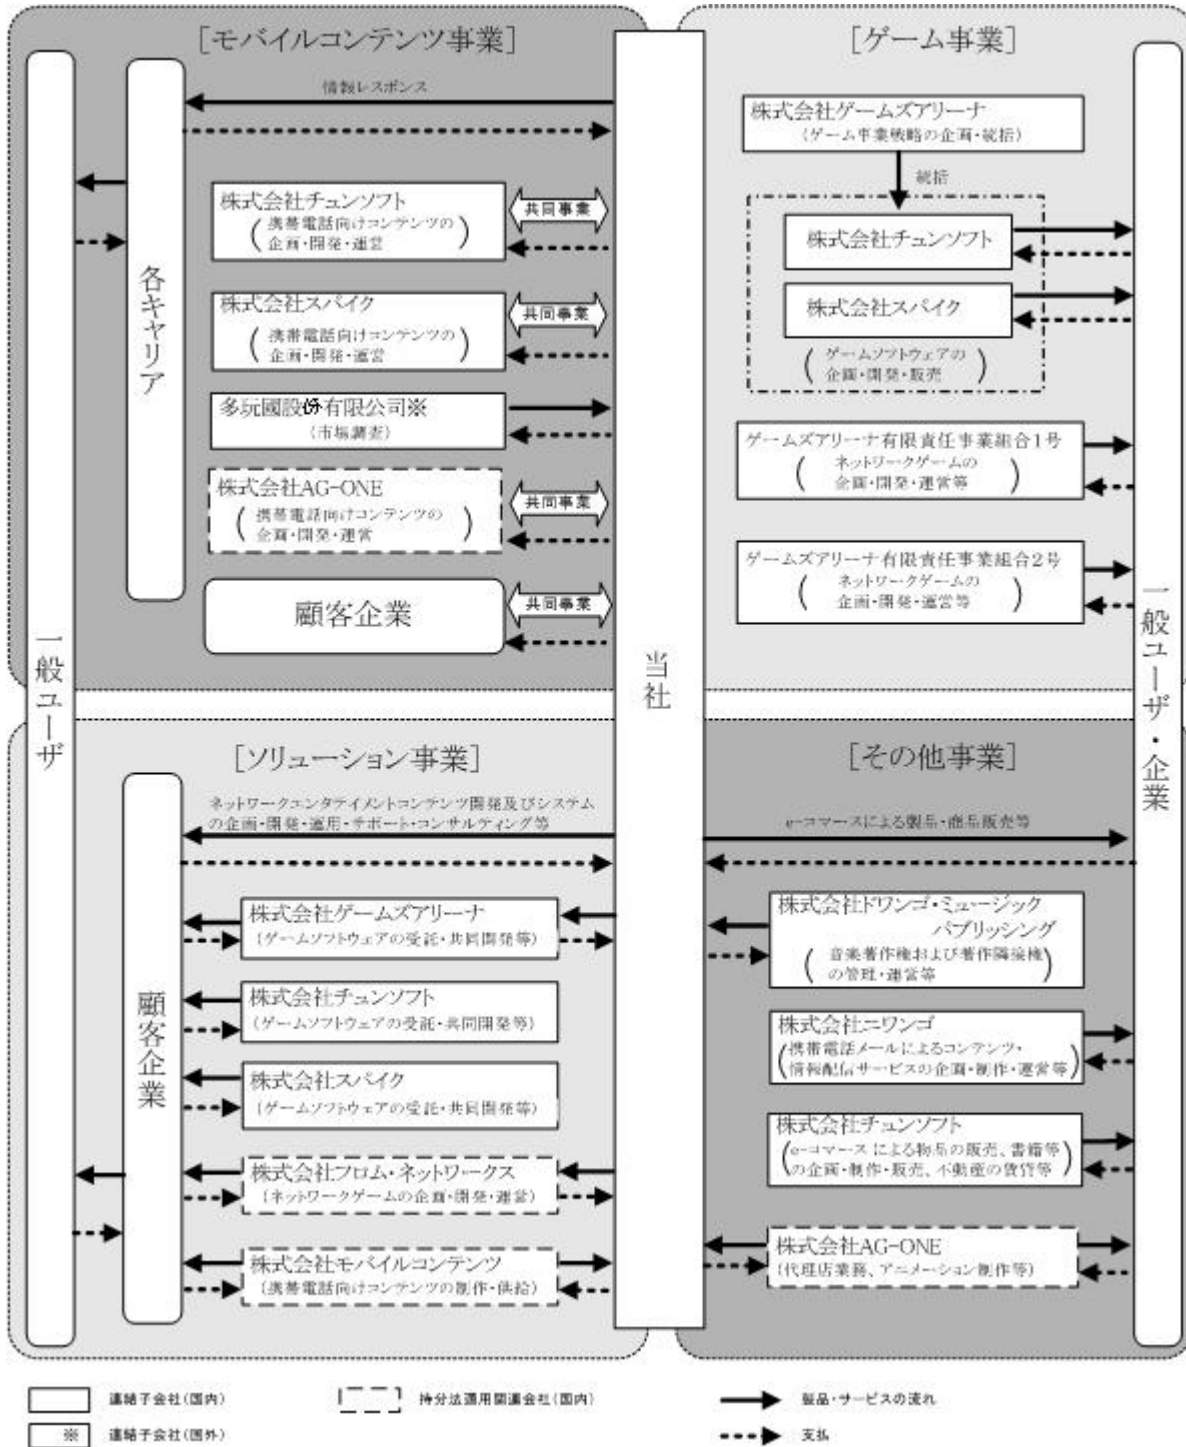 [モバイルコンテンツ事業]
一般ユーザ
各キャリア
情報レスポンス
株式会社チュンソフト
(携帯電話向けコンテンツの
企画・開発・運営)
共同事業
株式会社スパイク
(携帯電話向けコンテンツの
企画・開発・運営)
共同事業
多玩國股份有限公司※
(市場調査)
株式会社AG-ONE
(携帯電話向けコンテンツの
企画・開発・運営)
共同事業
顧客企業
共同事業
当社
[ゲーム事業]
株式会社ゲームズアリーナ
(ゲーム事業戦略の企画・統括)
統括
株式会社チュンソフト
株式会社スパイク
(ゲームソフトウェアの
企画・開発・販売)
ゲームズアリーナ有限責任事業組合1号
(ネットワークゲームの
企画・開発・運営等)
ゲームズアリーナ有限責任事業組合2号
(ネットワークゲームの
企画・開発・運営等)
一般ユーザ・企業
[ソリューション事業]
顧客企業
ネットワークエンタテイメントコンテンツ開発及びシステム
の企画・開発・運用・サポート・コンサルティング等
株式会社ゲームズアリーナ
(ゲームソフトウェアの受託・共同開発等)
株式会社チュンソフト
(ゲームソフトウェアの受託・共同開発等)
株式会社スパイク
(ゲームソフトウェアの受託・共同開発等)
株式会社フロム・ネットワークス
(ネットワークゲームの企画・開発・運営)
株式会社モバイルコンテンツ
(携帯電話向けコンテンツの制作・供給)
[その他事業]
e-コマースによる製品・商品販売等
株式会社ドワンゴ・ミュージック
パブリッシング
(音楽著作権および著作隣接権
の管理・運営等)
株式会社ニワンゴ
(携帯電話メールによるコンテンツ・
情報配信サービスの企画・制作・運営等)
株式会社チュンソフト
(e-コマース による物品の販売、書籍等
の企画・制作・販売、不動産の賃貸等)
株式会社AG-ONE
(代理店業務、アニメーション制作等)
連結子会社(国内)
持分法適用関連会社(国内)
製品・サービスの流れ
※ 連結子会社(国外)
支払